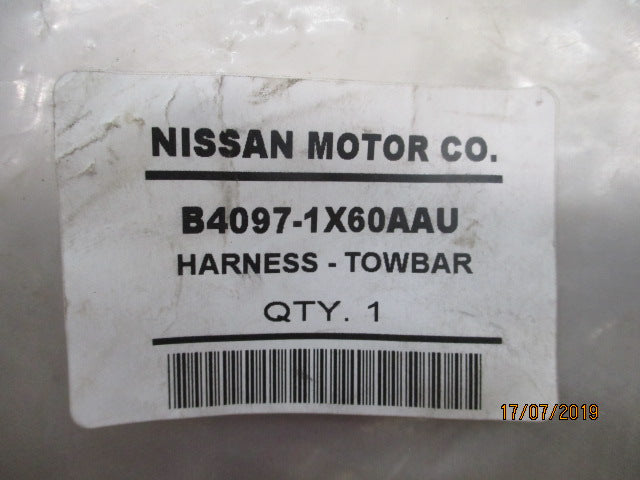 NISSAN MOTOR CO.
B4097-1X60AAU
HARNESS - TOWBAR
QTY. 1
17/07/2019